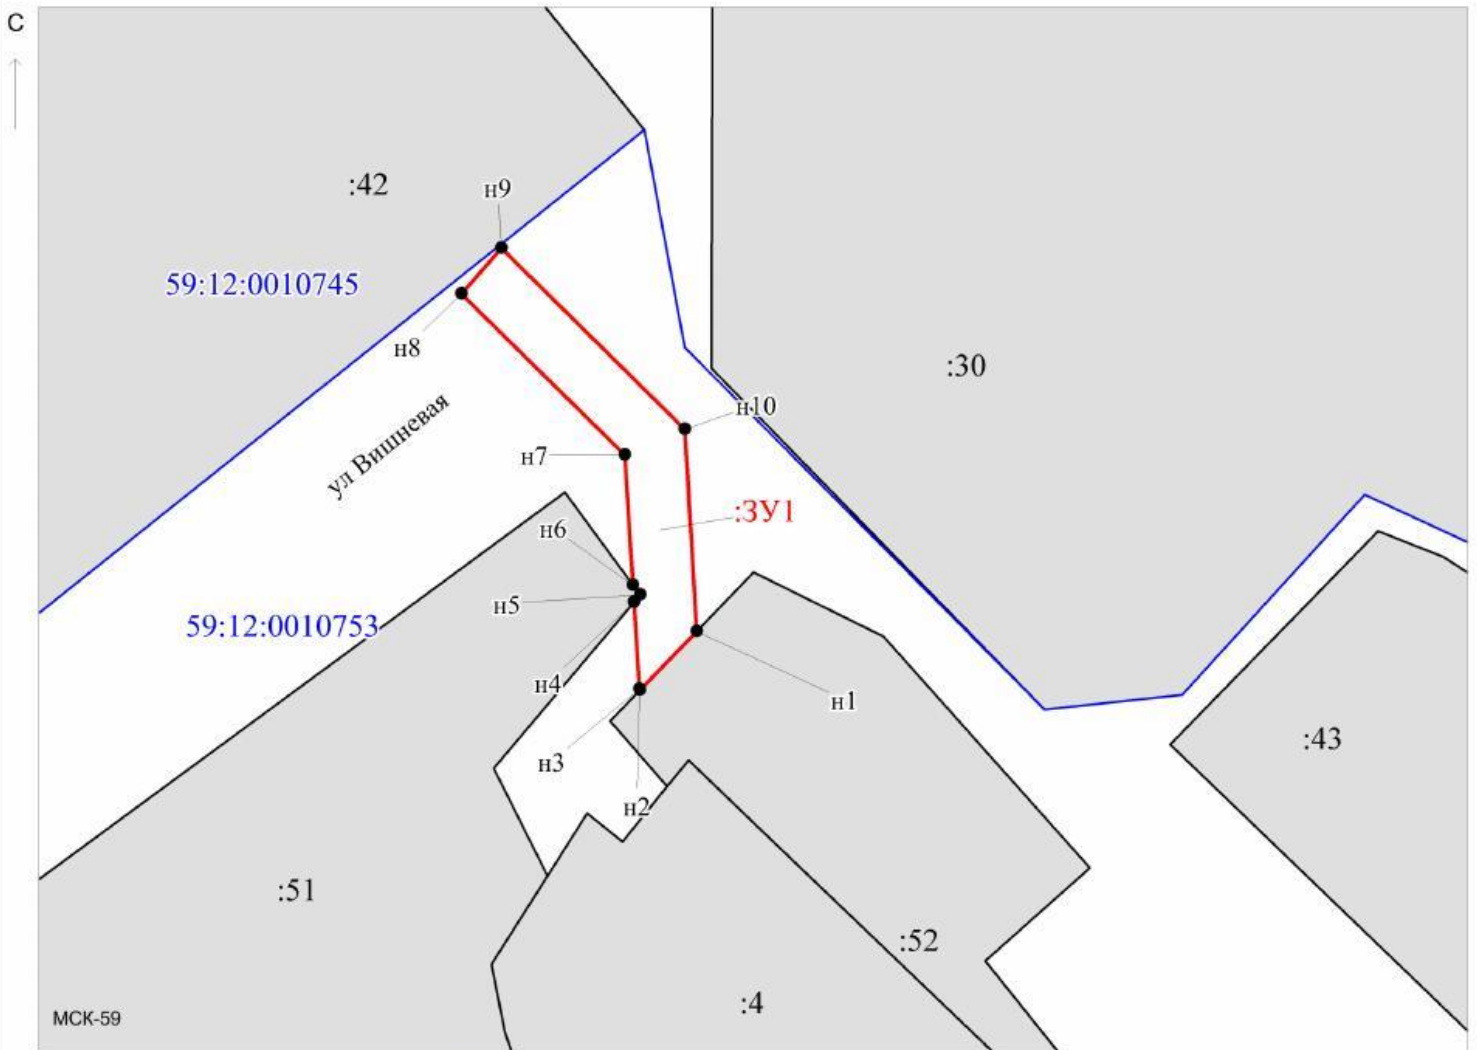 С
:42
н9
59:12:0010745
н8
:30
н10
ул Вишневая
н7
:ЗУ1
н6
н5
59:12:0010753
н4
н1
н3
:43
н2
:51
:52
:4
МСК-59